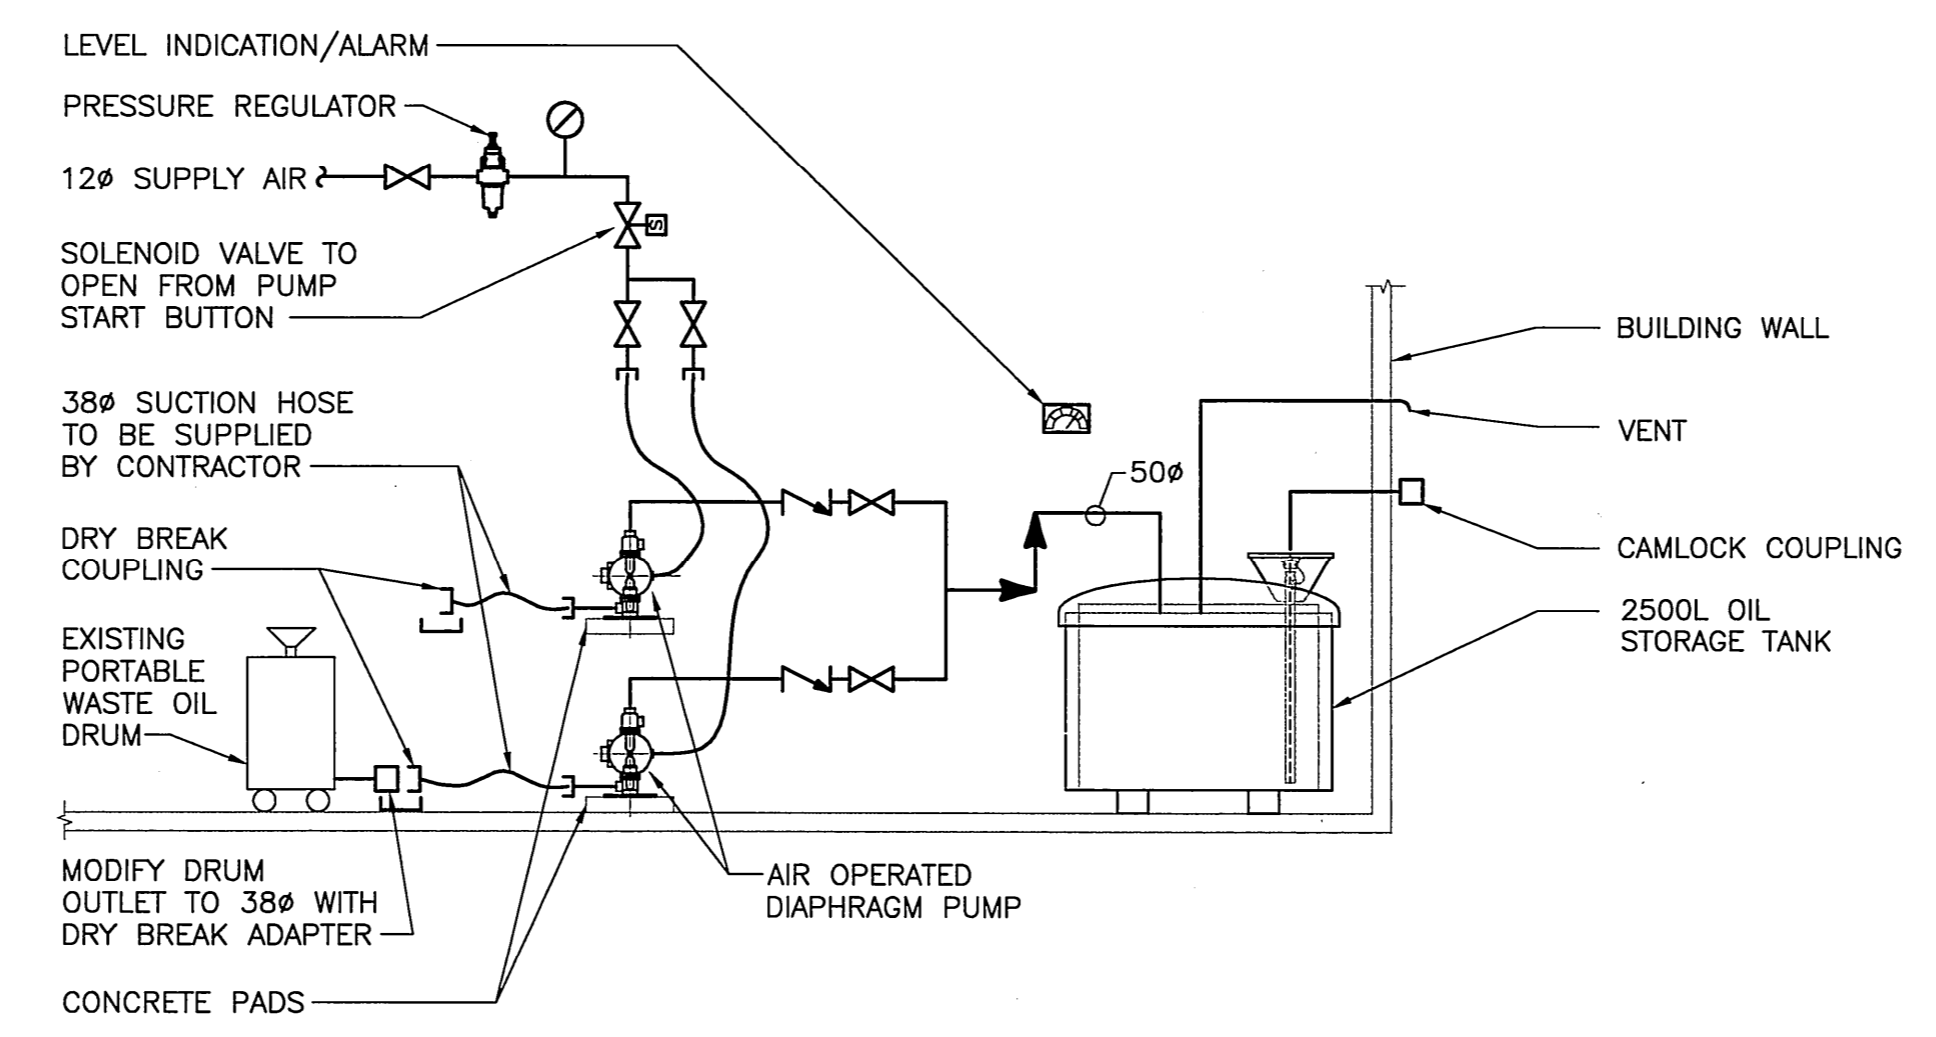 LEVEL INDICATION/ALARM
PRESSURE REGULATOR
12ø SUPPLY AIR
S
SOLENOID VALVE TO
OPEN FROM PUMP
START BUTTON
38ø SUCTION HOSE
TO BE SUPPLIED
BY CONTRACTOR
DRY BREAK
COUPLING
EXISTING
PORTABLE
WASTE OIL
DRUM
MODIFY DRUM
OUTLET TO 38ø WITH
DRY BREAK ADAPTER
CONCRETE PADS
AIR OPERATED
DIAPHRAGM PUMP
50ø
BUILDING WALL
VENT
CAMLOCK COUPLING
2500L OIL
STORAGE TANK